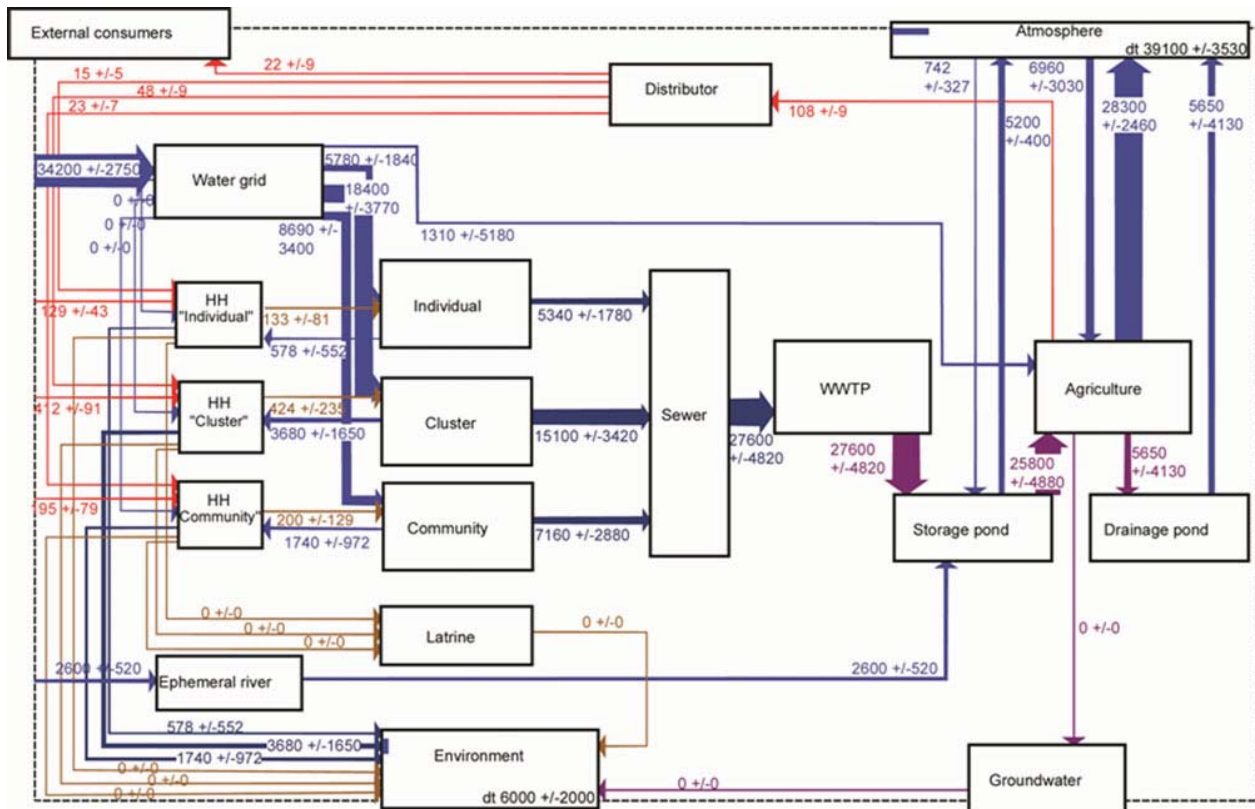 External consumers
Atmosphere
dt 39100 +/-3530
22 +/-9
15 +/-5
48 +/-9
23 +/-7
Distributor
108 +/-9
742
+/-327
6960
+/-3030
5200
+/-400
28300
+/-2460
5650
+/-4130
34200 +/-2750
Water grid
5780 +/-1840
18400
+/-3770
0 +/-0
0 +/-0
0 +/-0
8690 +/-
3400
1310 +/-5180
HH
"Individual"
129 +/-43
133 +/-81
578 +/-552
Individual
5340 +/-1780
HH
"Cluster"
412 +/-91
424 +/-235
3680 +/-1650
Cluster
15100 +/-3420
Sewer
27600
+/-4820
WWTP
27600
+/-4820
Agriculture
25800
+/-4880
5650
+/-4130
HH
Community"
195 +/-79
200 +/-129
1740 +/-972
Community
7160 +/-2880
Storage pond
Drainage pond
0 +/-0
0 +/-0
0 +/-0
Latrine
0 +/-0
0 +/-0
2600 +/-520
Ephemeral river
2600 +/-520
578 +/-552
3680 +/-1650
1740 +/-972
0 +/-0
0 +/-0
0 +/-0
Environment
dt 6000 +/-2000
0 +/-0
Groundwater